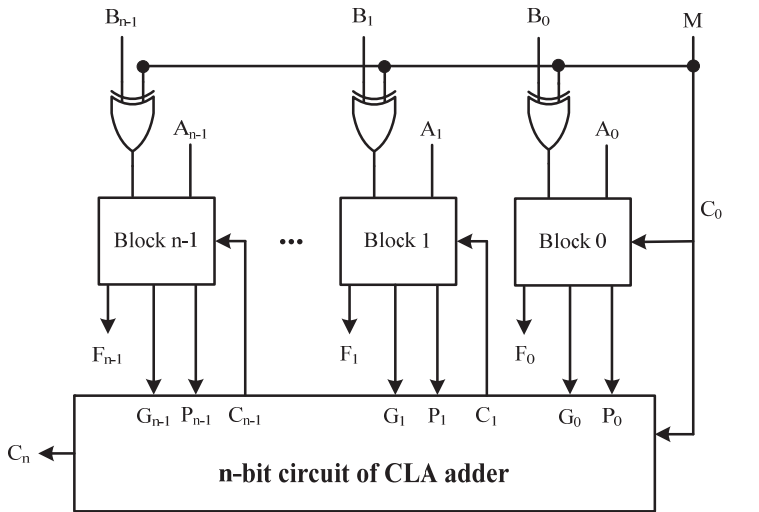 Bn-1 B1 B0 M
An-1 A1 A0
C0
Block n-1 ... Block 1 Block 0
Fn-1 F1 F0
Gn-1 Pn-1 Cn-1 G1 P1 C1 G0 P0
Cn
n-bit circuit of CLA adder